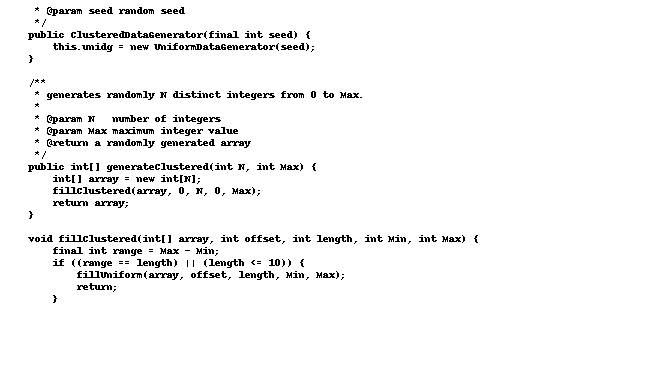 * @param seed random seed
*/
public ClusteredDataGenerator(final int seed) {
this.unidg = new UniformDataGenerator(seed);
}
/**
* generates randomly N distinct integers from 0 to Max.
*
* @param N   number of integers
* @param Max maximum integer value
* @return a randomly generated array
*/
public int[] generateClustered(int N, int Max) {
int[] array = new int[N];
fillClustered(array, 0, N, 0, Max);
return array;
}
void fillClustered(int[] array, int offset, int length, int Min, int Max) {
final int range = Max - Min;
if ((range == length) || (length <= 10)) {
fillUniform(array, offset, length, Min, Max);
return;
}